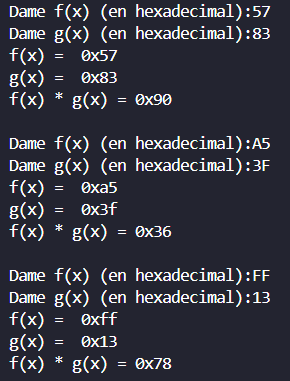 Dame f(x) (en hexadecimal):57
Dame g(x) (en hexadecimal):83
f(x) =  0x57
g(x) =  0x83
f(x) * g(x) = 0x90

Dame f(x) (en hexadecimal):A5
Dame g(x) (en hexadecimal):3F
f(x) =  0xa5
g(x) =  0x3f
f(x) * g(x) = 0x36

Dame f(x) (en hexadecimal):FF
Dame g(x) (en hexadecimal):13
f(x) =  0xff
g(x) =  0x13
f(x) * g(x) = 0x78